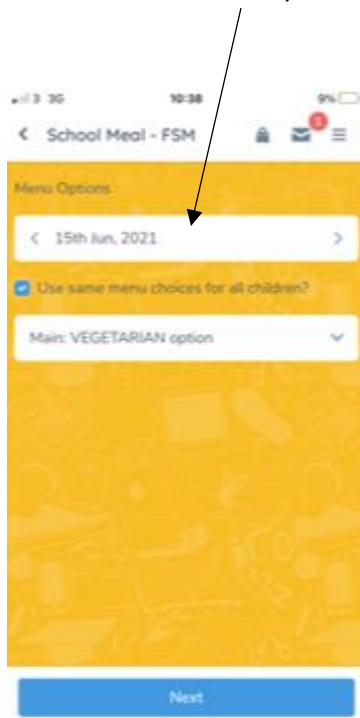 3 3G 10:38 9%
School Meal - FSM
Menu Options
15th Jun, 2021
Use same menu choices for all children?
Main: VEGETARIAN option
Next